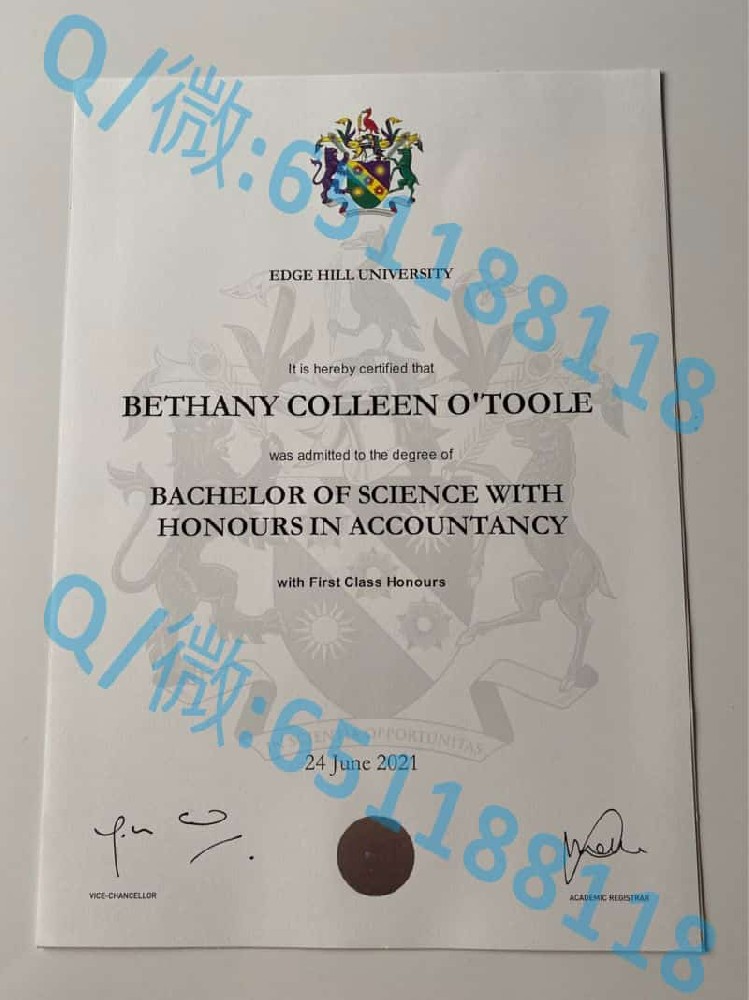 Q/微:651188118
EDGE HILL UNIVERSITY
It is hereby certified that
BETHANY COLLEEN O'TOOLE
was admitted to the degree of
BACHELOR OF SCIENCE WITH
HONOURS IN ACCOUNTANCY
with First Class Honours
Q/微:651188118
OPPORTUNITAS
24 June 2021
VICE-CHANCELLOR
ACADEMIC REGISTRAR